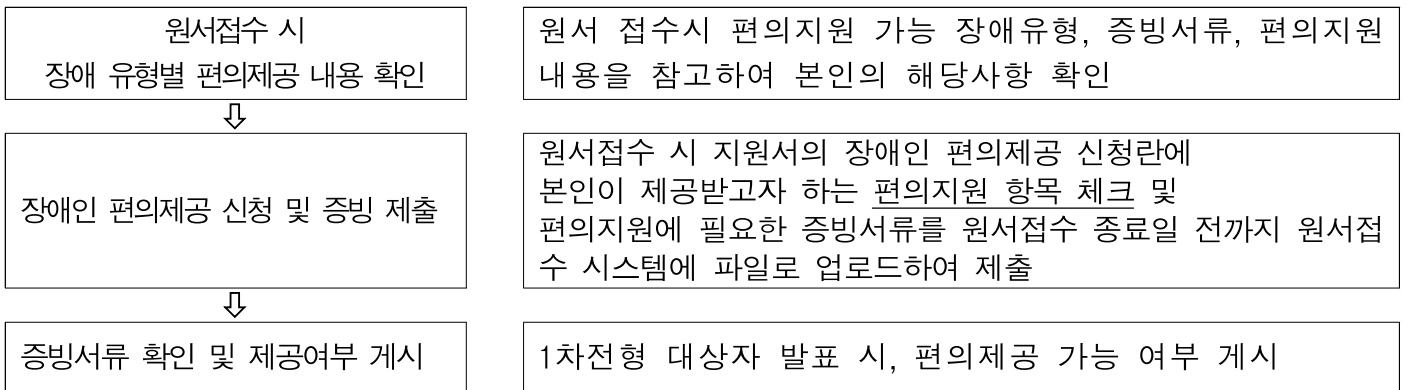 원서접수 시
장애 유형별 편의제공 내용 확인
원서 접수시 편의지원 가능 장애유형, 증빙서류, 편의지원
내용을 참고하여 본인의 해당사항 확인
⇩
장애인 편의제공 신청 및 증빙 제출
원서접수 시 지원서의 장애인 편의제공 신청란에
본인이 제공받고자 하는 편의지원 항목 체크 및
편의지원에 필요한 증빙서류를 원서접수 종료일 전까지 원서접
수 시스템에 파일로 업로드하여 제출
⇩
증빙서류 확인 및 제공여부 게시
1차전형 대상자 발표 시, 편의제공 가능 여부 게시